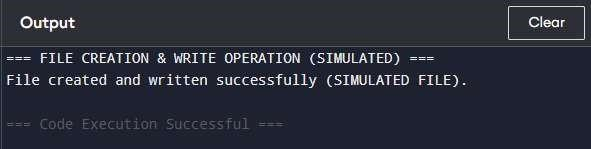 Output
Clear
=== FILE CREATION & WRITE OPERATION (SIMULATED) ===
File created and written successfully (SIMULATED FILE).
=== Code Execution Successful ===